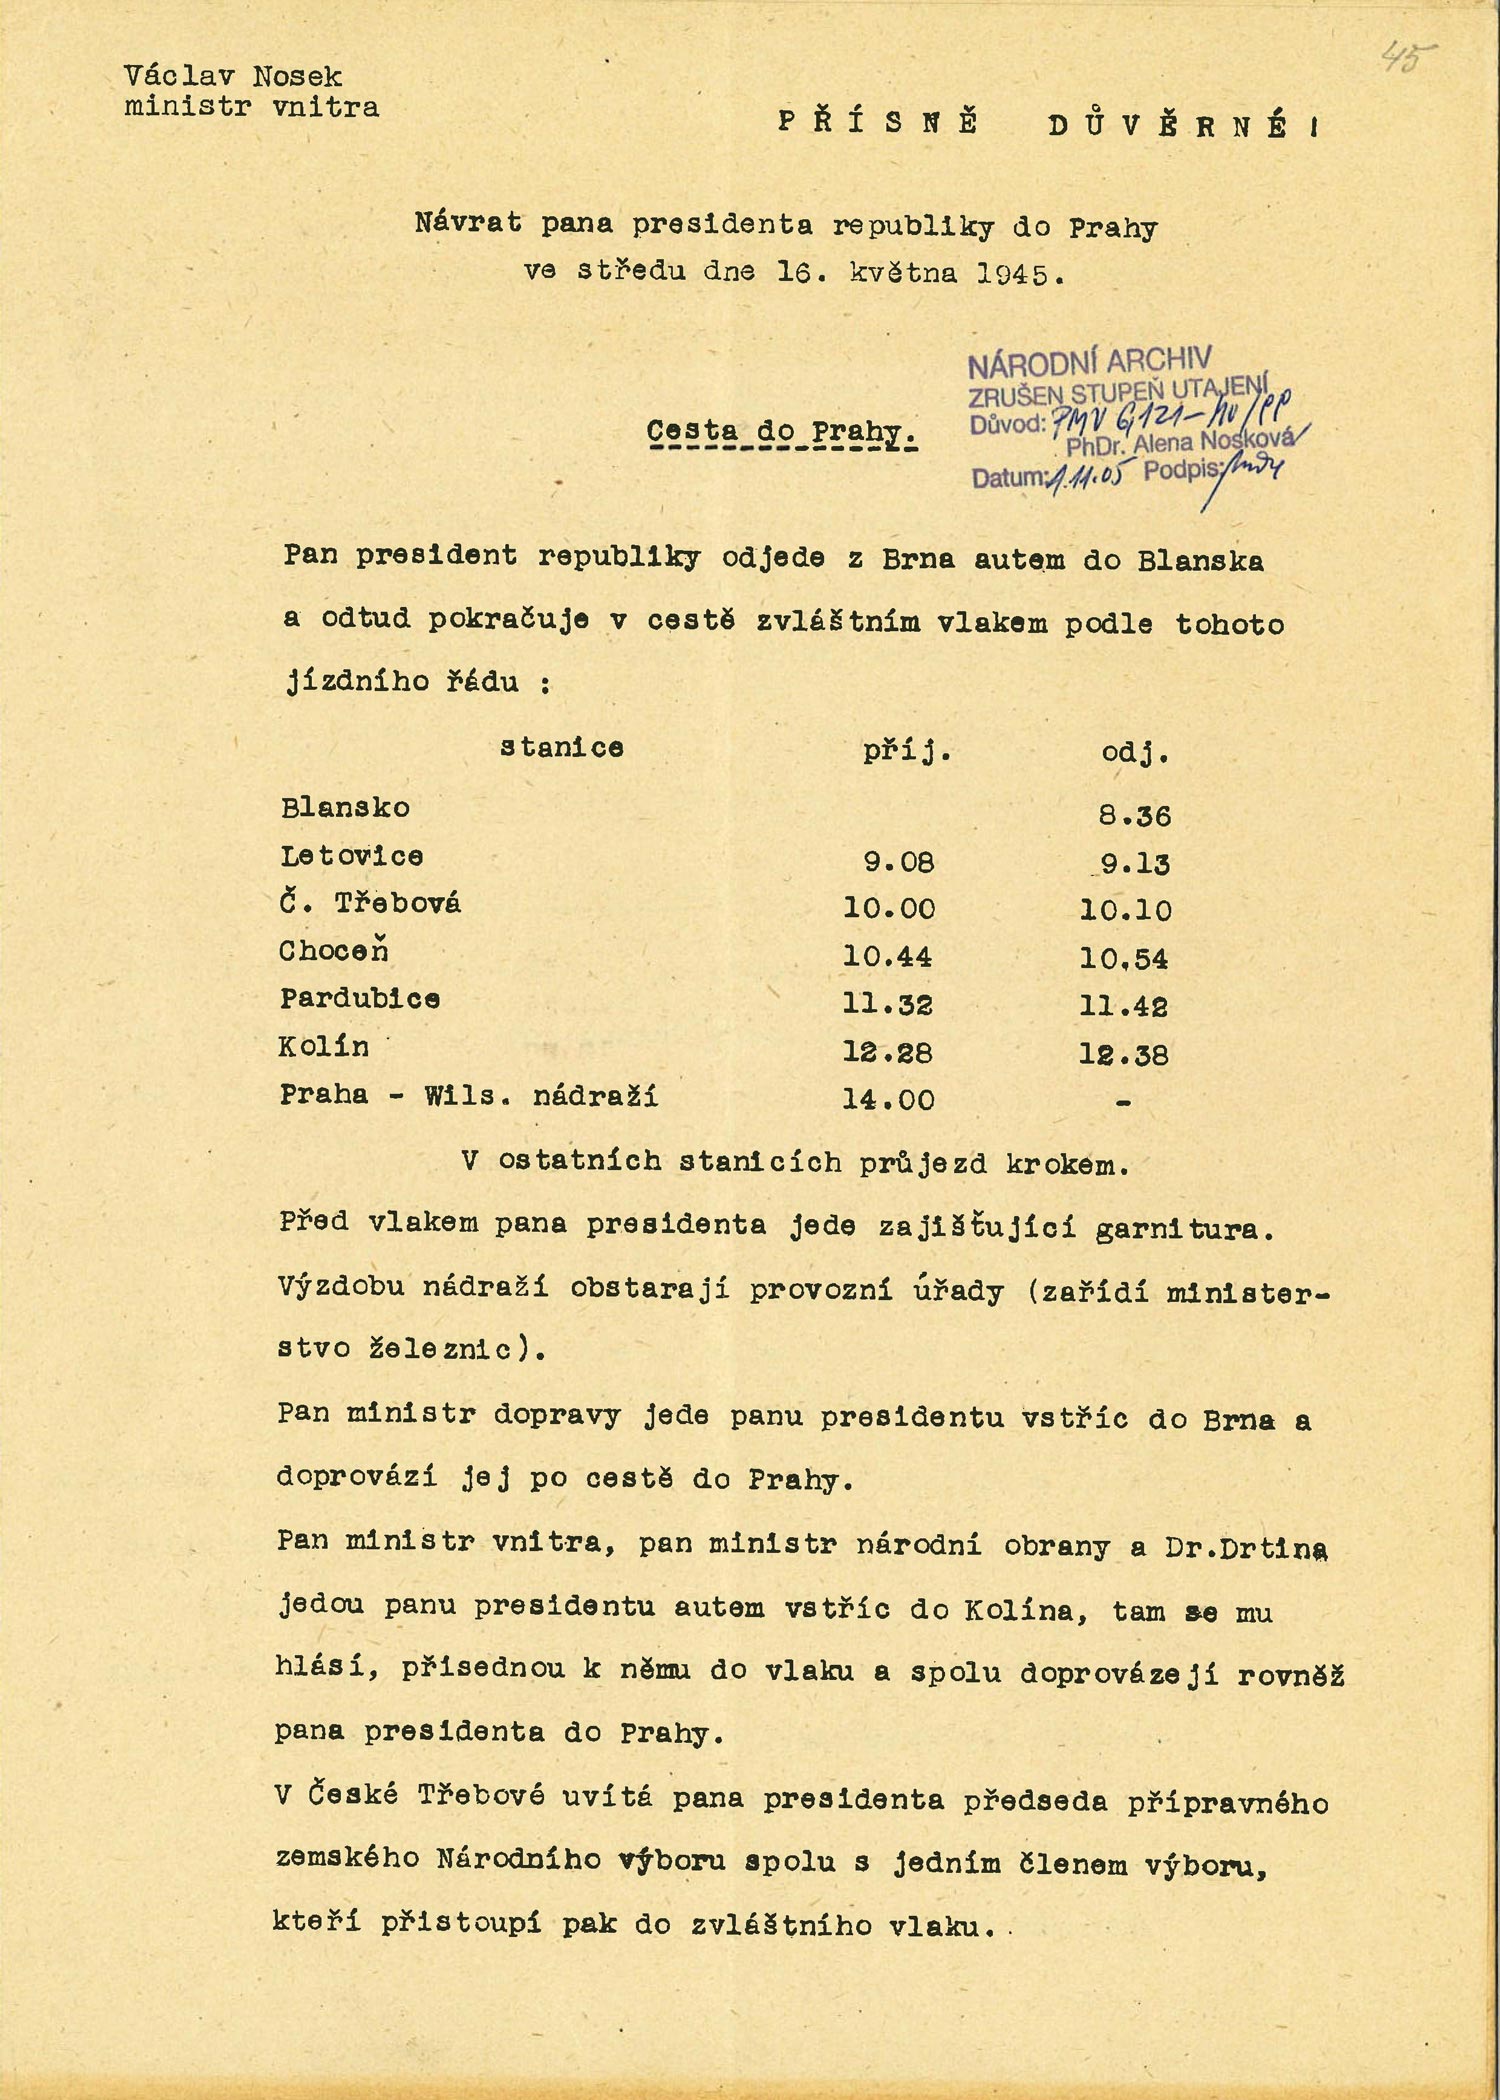 45
Václav Nosek
ministr vnitra
PŘÍSNĚ DŮVĚRNÉ!
Návrat pana presidenta republiky do Prahy
ve středu dne 16. května 1945.
NÁRODNÍ ARCHIV
ZRUŠEN STUPEŇ UTAJENÍ
Důvod:
PhDr. Alena Nosková
Datum: 1.11.05 Podpis:
Cesta do Prahy.
Pan president republiky odjede z Brna autem do Blanska
a odtud pokračuje v cestě zvláštním vlakem podle tohoto
jízdního řádu :
stanice příj. odj.
Blansko 8.36
Letovice 9.08 9.13
Č. Třebová 10.00 10.10
Choceň 10.44 10.54
Pardubice 11.32 11.42
Kolín 12.28 12.38
Praha - Wils. nádraží 14.00 -
V ostatních stanicích průjezd krokem.
Před vlakem pana presidenta jede zajišťující garnitura.
Výzdobu nádraží obstarají provozní úřady (zařídí minister-
stvo železnic).
Pan ministr dopravy jede panu presidentu vstříc do Brna a
doprovází jej po cestě do Prahy.
Pan ministr vnitra, pan ministr národní obrany a Dr.Drtina
jedou panu presidentu autem vstříc do Kolína, tam se mu
hlásí, přisednou k němu do vlaku a spolu doprovázejí rovněž
pana presidenta do Prahy.
V České Třebové uvítá pana presidenta předseda přípravného
zemského Národního výboru spolu s jedním členem výboru,
kteří přistoupí pak do zvláštního vlaku.